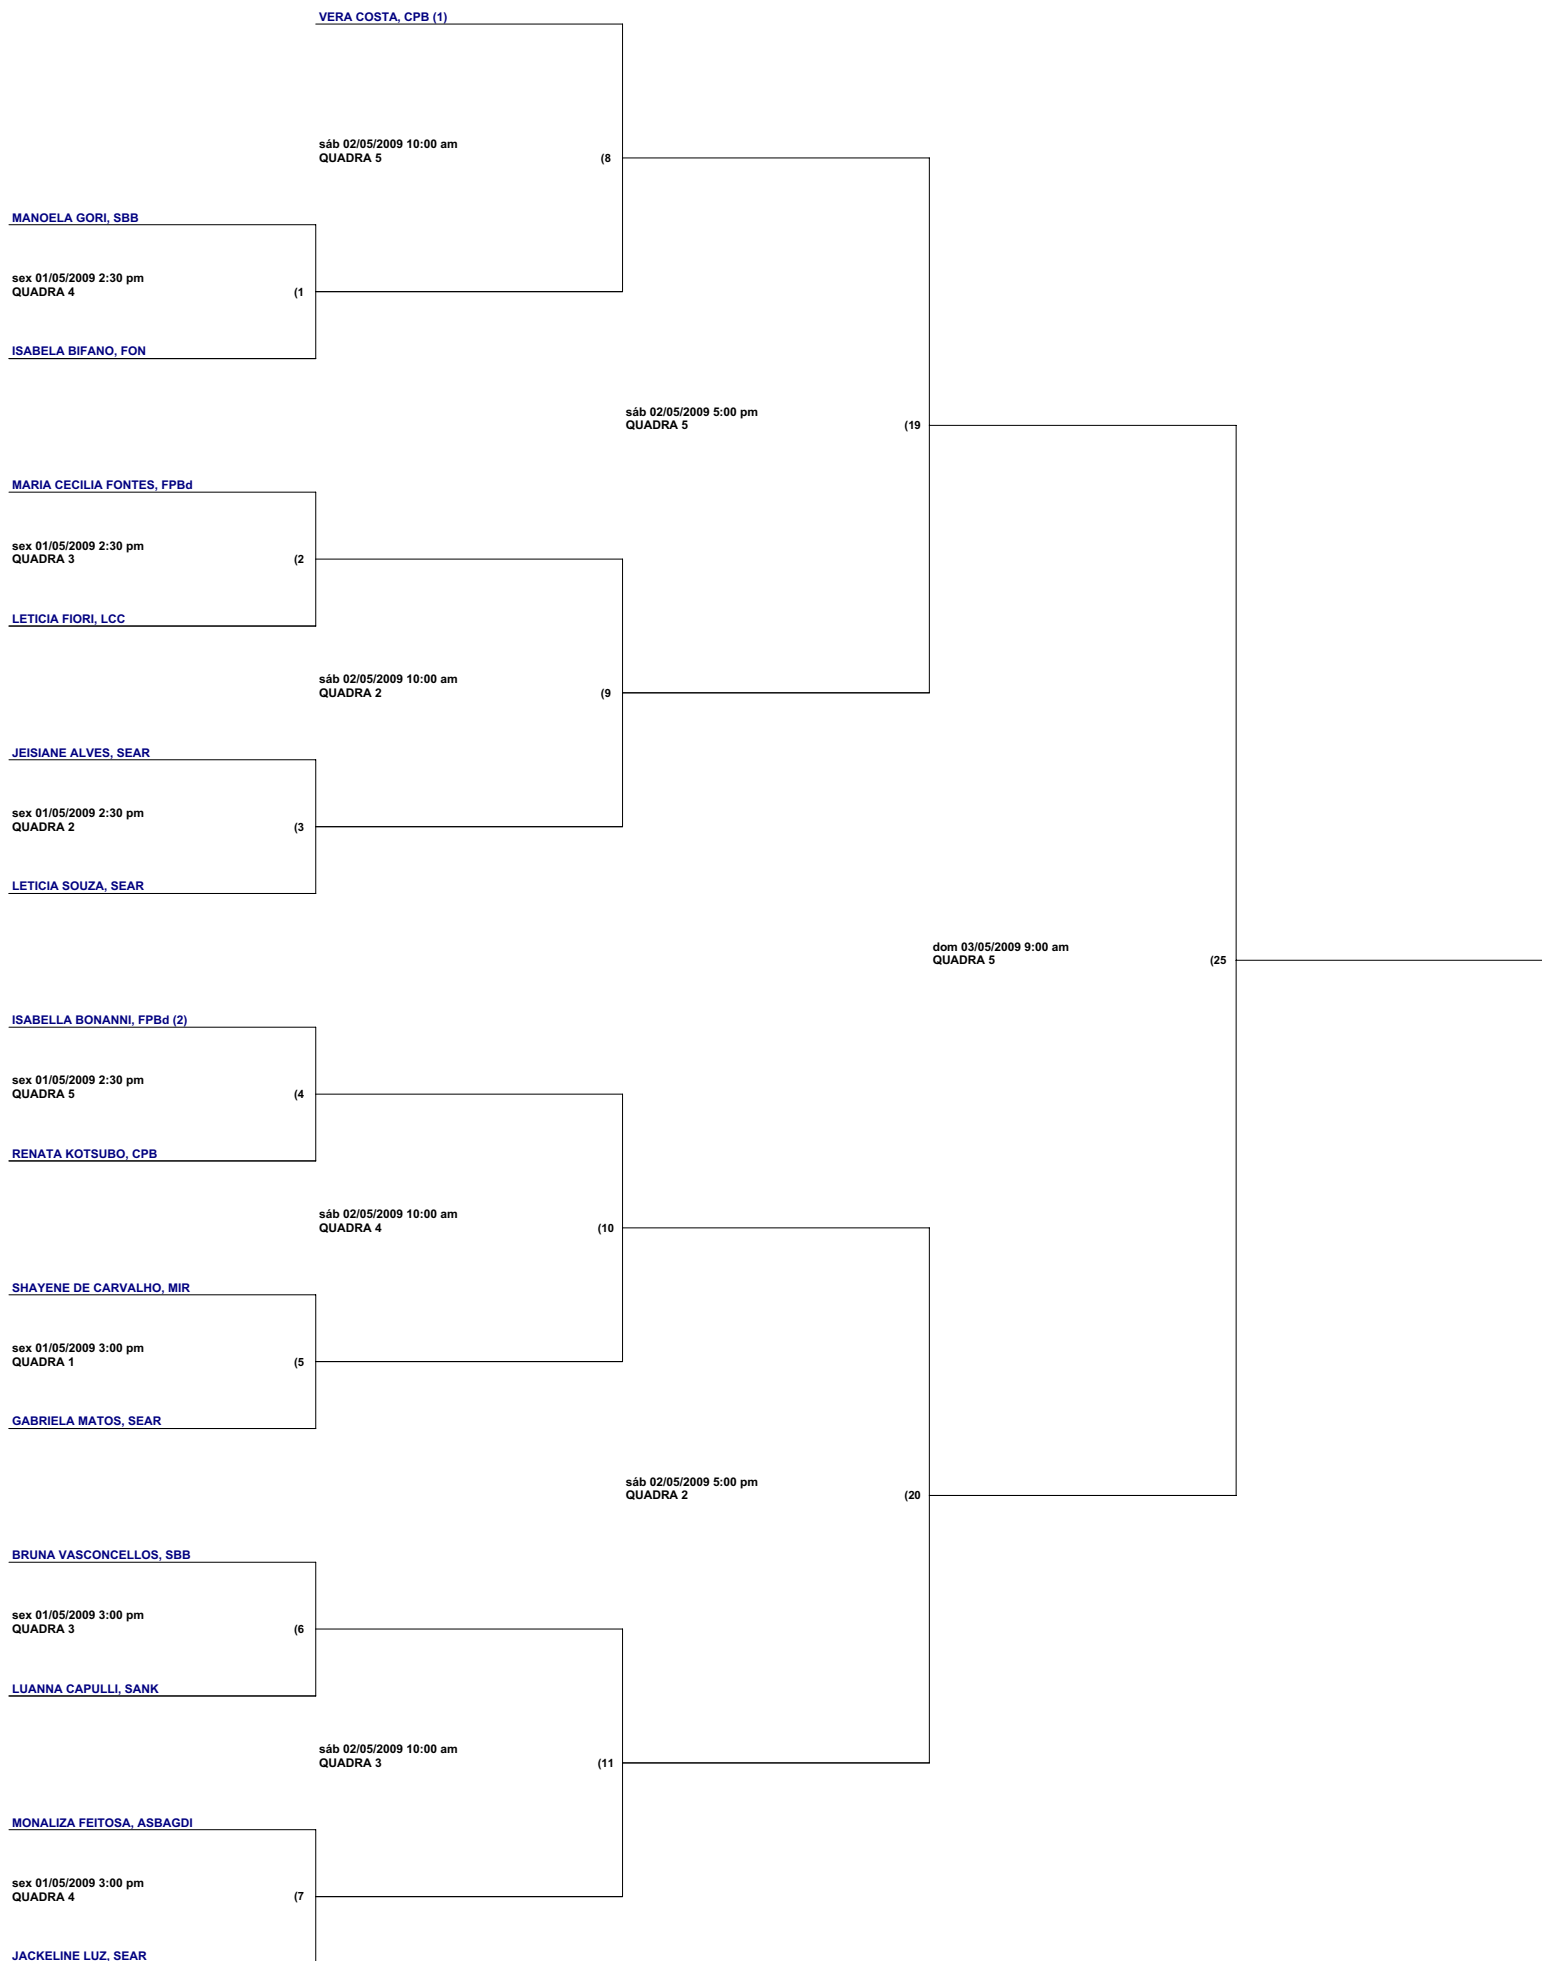 VERA COSTA, CPB (1)
sáb 02/05/2009 10:00 am
QUADRA 5 (8
MANOELA GORI, SBB
sex 01/05/2009 2:30 pm
QUADRA 4 (1
ISABELA BIFANO, FON
sáb 02/05/2009 5:00 pm
QUADRA 5 (19
MARIA CECILIA FONTES, FPBd
sex 01/05/2009 2:30 pm
QUADRA 3 (2
LETICIA FIORI, LCC
sáb 02/05/2009 10:00 am
QUADRA 2 (9
JEISIANE ALVES, SEAR
sex 01/05/2009 2:30 pm
QUADRA 2 (3
LETICIA SOUZA, SEAR
dom 03/05/2009 9:00 am
QUADRA 5 (25
ISABELLA BONANNI, FPBd (2)
sex 01/05/2009 2:30 pm
QUADRA 5 (4
RENATA KOTSUBO, CPB
sáb 02/05/2009 10:00 am
QUADRA 4 (10
SHAYENE DE CARVALHO, MIR
sex 01/05/2009 3:00 pm
QUADRA 1 (5
GABRIELA MATOS, SEAR
sáb 02/05/2009 5:00 pm
QUADRA 2 (20
BRUNA VASCONCELLOS, SBB
sex 01/05/2009 3:00 pm
QUADRA 3 (6
LUANNA CAPULLI, SANK
sáb 02/05/2009 10:00 am
QUADRA 3 (11
MONALIZA FEITOSA, ASBAGDI
sex 01/05/2009 3:00 pm
QUADRA 4 (7
JACKELINE LUZ, SEAR